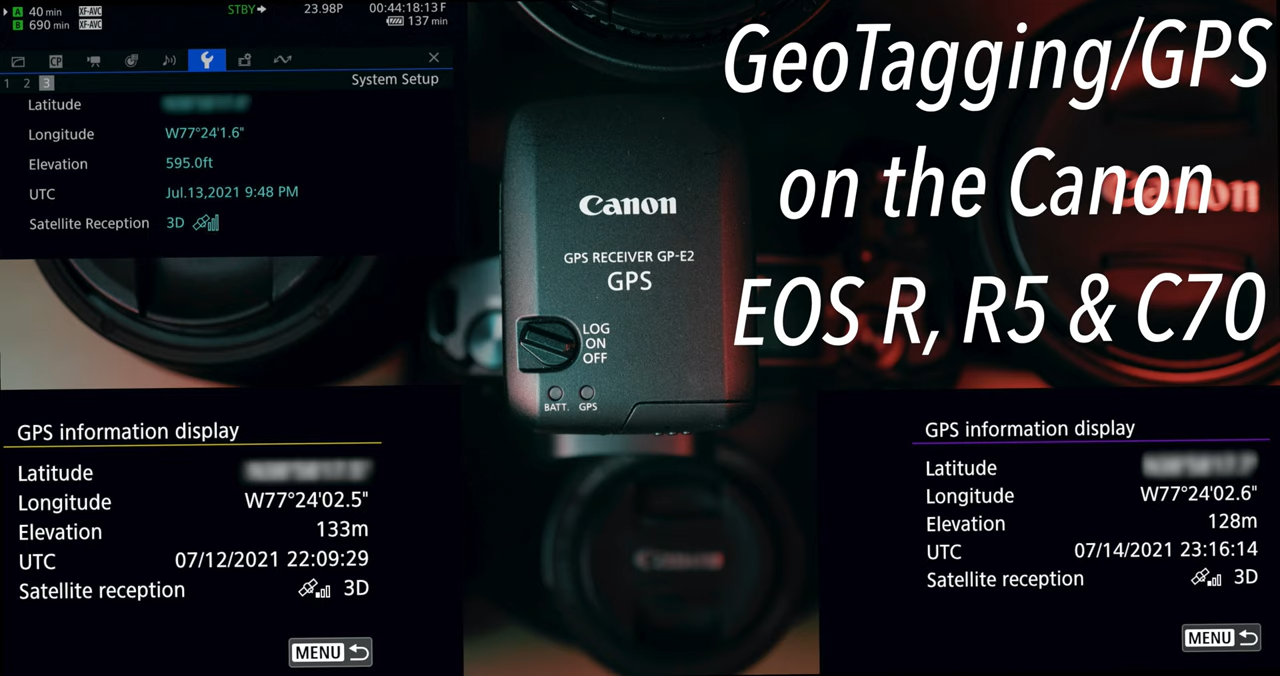 A 40 min XF-AVC
B 690 min XF-AVC
STBY 23.98P 00:44:18:13F
137 min
CP
1 2 3 System Setup
Latitude
Longitude W77°24'1.6"
Elevation 595.0ft
UTC Jul.13,2021 9:48 PM
Satellite Reception 3D
GeoTagging/GPS
on the Canon
EOS R, R5 & C70
Canon
Canon
GPS RECEIVER GP-E2
GPS
LOG
ON
OFF
BATT. GPS
Canon
GPS information display
Latitude
Longitude W77°24'02.5"
Elevation 133m
UTC 07/12/2021 22:09:29
Satellite reception 3D
MENU
GPS information display
Latitude
Longitude W77°24'02.6"
Elevation 128m
UTC 07/14/2021 23:16:14
Satellite reception 3D
MENU